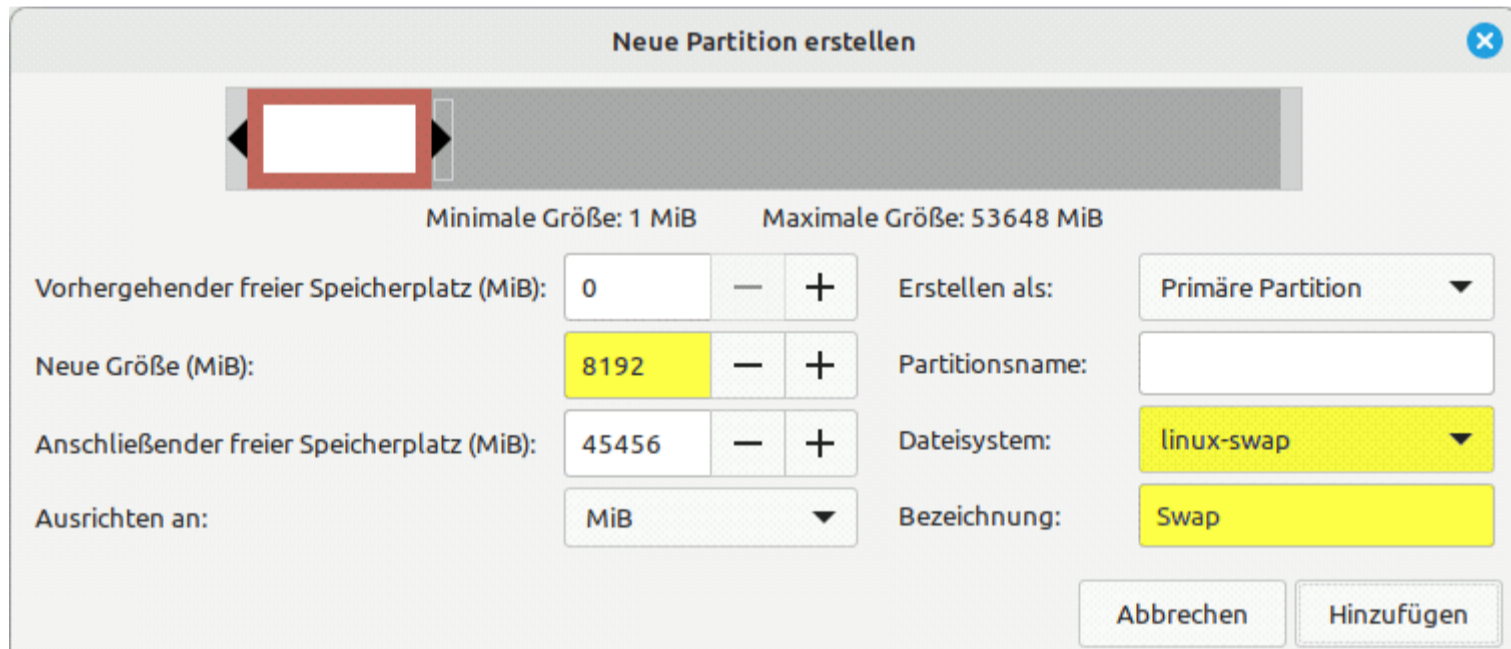 Neue Partition erstellen
Minimale Größe: 1 MiB Maximale Größe: 53648 MiB
Vorhergehender freier Speicherplatz (MiB): 0 Erstellen als: Primäre Partition
Neue Größe (MiB): 8192 Partitionsname:
Anschließender freier Speicherplatz (MiB): 45456 Dateisystem: linux-swap
Ausrichten an: MiB Bezeichnung: Swap
Abbrechen Hinzufügen